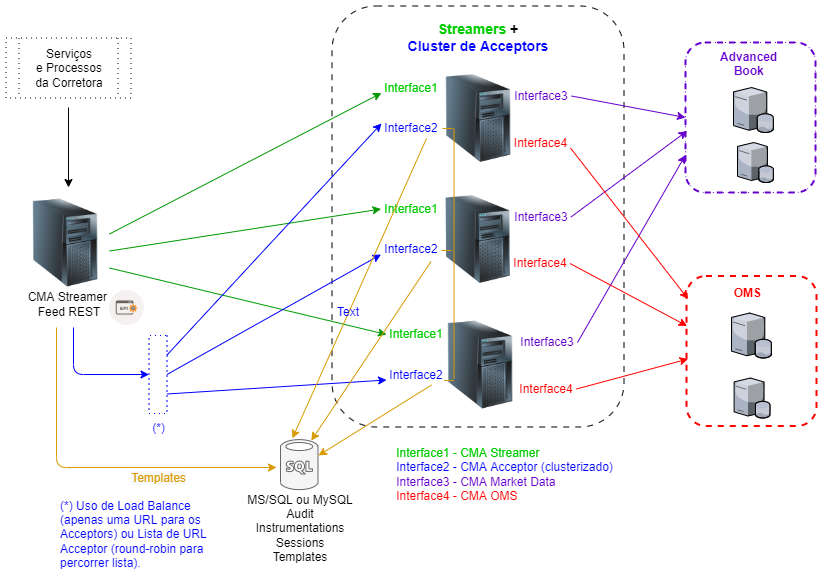 Streamers +
Cluster de Acceptors
Serviços
e Processos
da Corretora
Advanced
Book
Interface1
Interface3
Interface2
Interface4
Interface1
Interface3
Interface2
Interface4
CMA Streamer
Feed REST
API
OMS
Text
Interface1
Interface3
Interface2
Interface4
(*)
SQL
Templates
Interface1 - CMA Streamer
Interface2 - CMA Acceptor (clusterizado)
Interface3 - CMA Market Data
Interface4 - CMA OMS
MS/SQL ou MySQL
Audit
Instrumentations
Sessions
Templates
(*) Uso de Load Balance
(apenas uma URL para os
Acceptors) ou Lista de URL
Acceptor (round-robin para
percorrer lista).